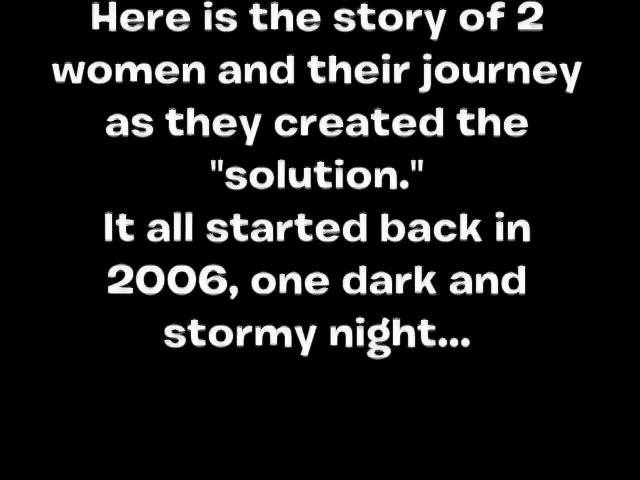 Here is the story of 2
women and their journey
as they created the
"solution."
It all started back in
2006, one dark and
stormy night...